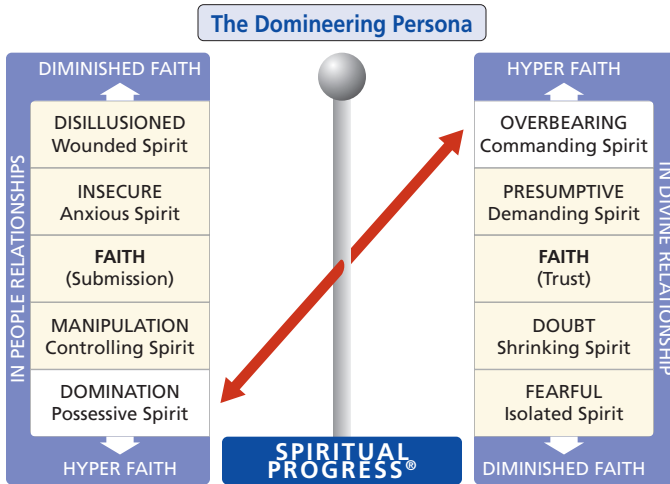 The Domineering Persona
DIMINISHED FAITH
IN PEOPLE RELATIONSHIPS
DISILLUSIONED
Wounded Spirit
INSECURE
Anxious Spirit
FAITH
(Submission)
MANIPULATION
Controlling Spirit
DOMINATION
Possessive Spirit
HYPER FAITH
SPIRITUAL
PROGRESS®
HYPER FAITH
OVERBEARING
Commanding Spirit
PRESUMPTIVE
Demanding Spirit
FAITH
(Trust)
DOUBT
Shrinking Spirit
FEARFUL
Isolated Spirit
IN DIVINE RELATIONSHIP
DIMINISHED FAITH